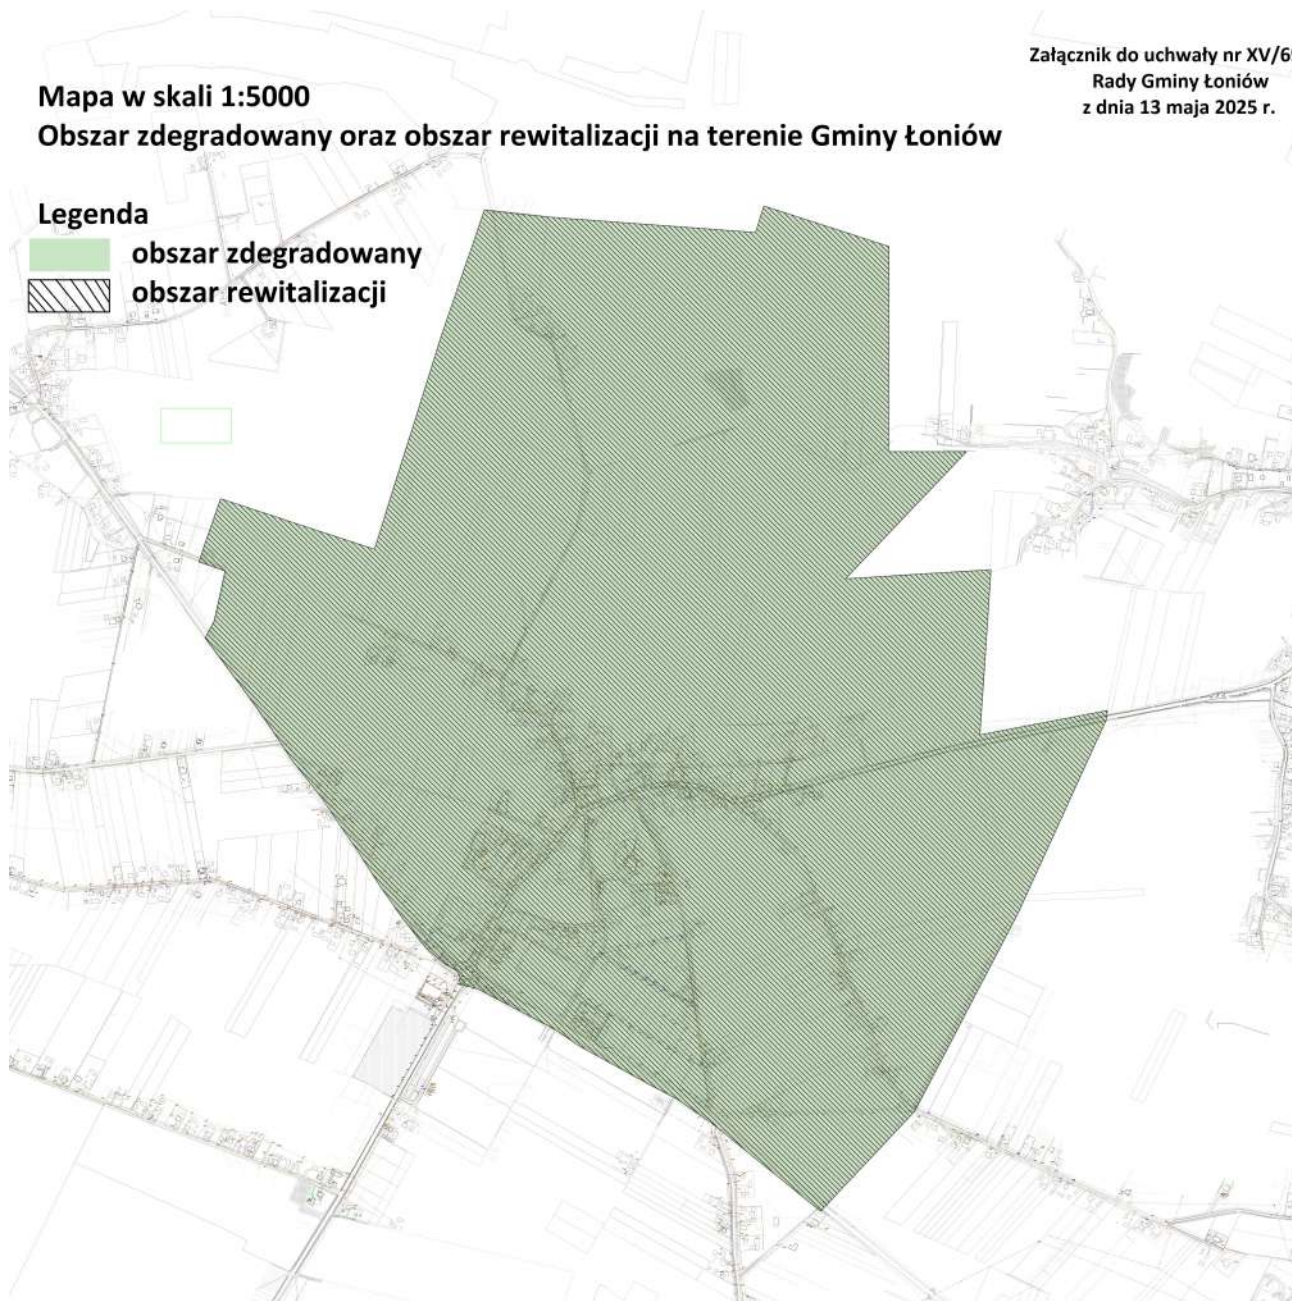 Załącznik do uchwały nr XV/6
Rady Gminy Łoniów
z dnia 13 maja 2025 r.
Mapa w skali 1:5000
Obszar zdegradowany oraz obszar rewitalizacji na terenie Gminy Łoniów
Legenda
obszar zdegradowany
obszar rewitalizacji